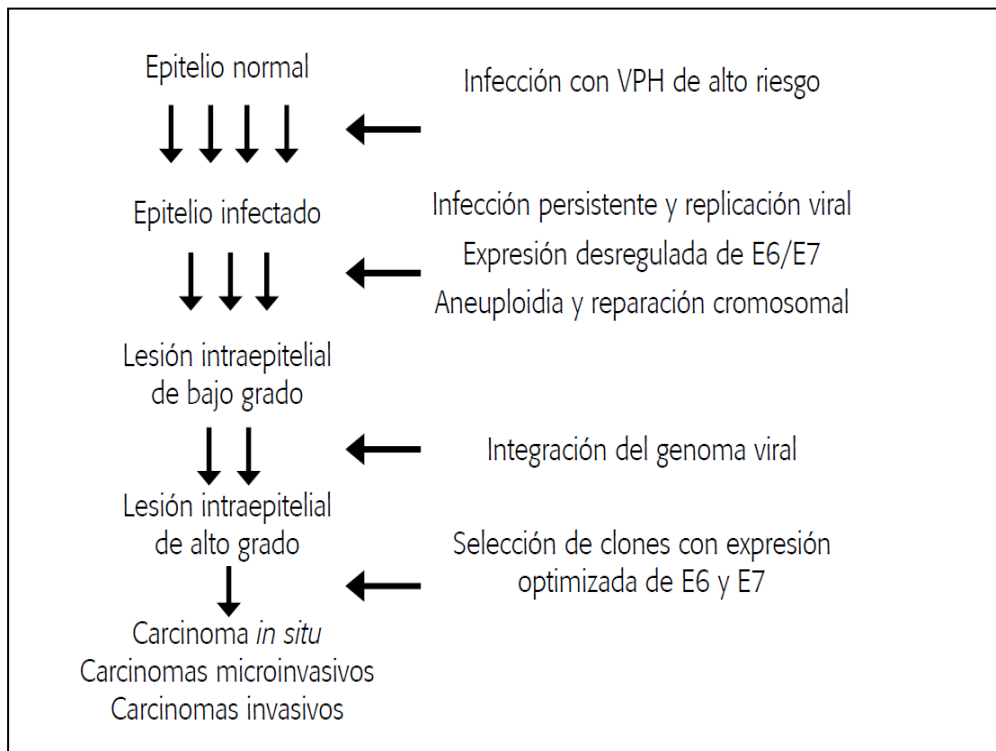 Epitelio normal
Infección con VPH de alto riesgo
Epitelio infectado
Infección persistente y replicación viral
Expresión desregulada de E6/E7
Aneuploidia y reparación cromosomal
Lesión intraepitelial
de bajo grado
Integración del genoma viral
Lesión intraepitelial
de alto grado
Selección de clones con expresión
optimizada de E6 y E7
Carcinoma in situ
Carcinomas microinvasivos
Carcinomas invasivos